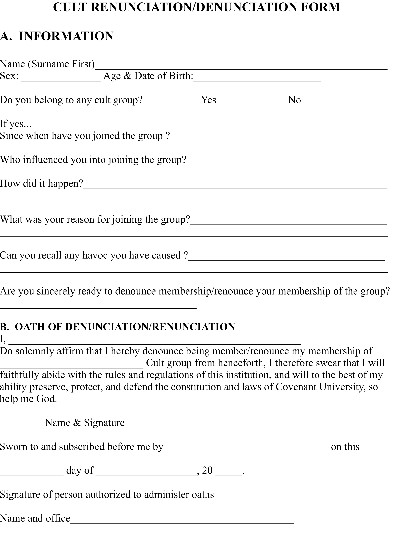 CULT RENUNCIATION/DENUNCIATION FORM
A. INFORMATION
Name (Surname First)
Sex: Age & Date of Birth:
Do you belong to any cult group? Yes No
If yes...
Since when have you joined the group ?
Who influenced you into joining the group?
How did it happen?
What was your reason for joining the group?
Can you recall any havoc you have caused ?
Are you sincerely ready to denounce membership/renounce your membership of the group?
B. OATH OF DENUNCIATION/RENUNCIATION
I,
Do solemnly affirm that I hereby denounce being member/renounce my membership of
Cult group from henceforth, I therefore swear that I will
faithfully abide with the rules and regulations of this institution, and will to the best of my
ability preserve, protect, and defend the constitution and laws of Covenant University, so
help me God.
Name & Signature
Sworn to and subscribed before me by on this
day of , 20 .
Signature of person authorized to administer oaths
Name and office